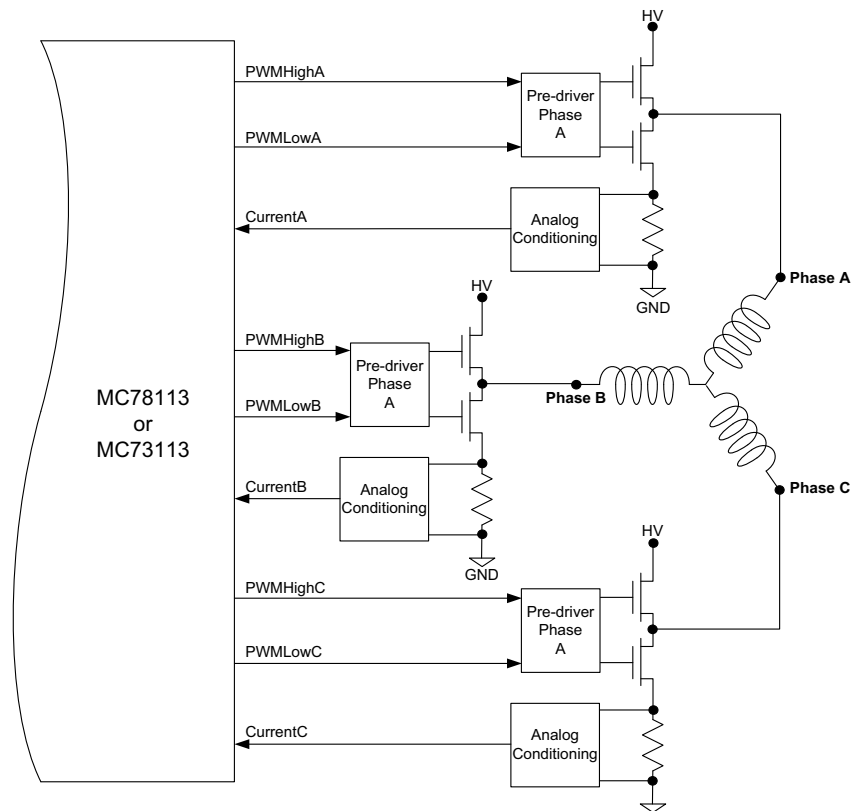 HV
PWMHighA
Pre-driver
Phase
A
PWMLowA
CurrentA
Analog
Conditioning
GND
Phase A
HV
PWMHighB
Pre-driver
Phase
A
MC78113
or
MC73113
PWMLowB
Phase B
CurrentB
Analog
Conditioning
GND
Phase C
HV
PWMHighC
Pre-driver
Phase
A
PWMLowC
CurrentC
Analog
Conditioning